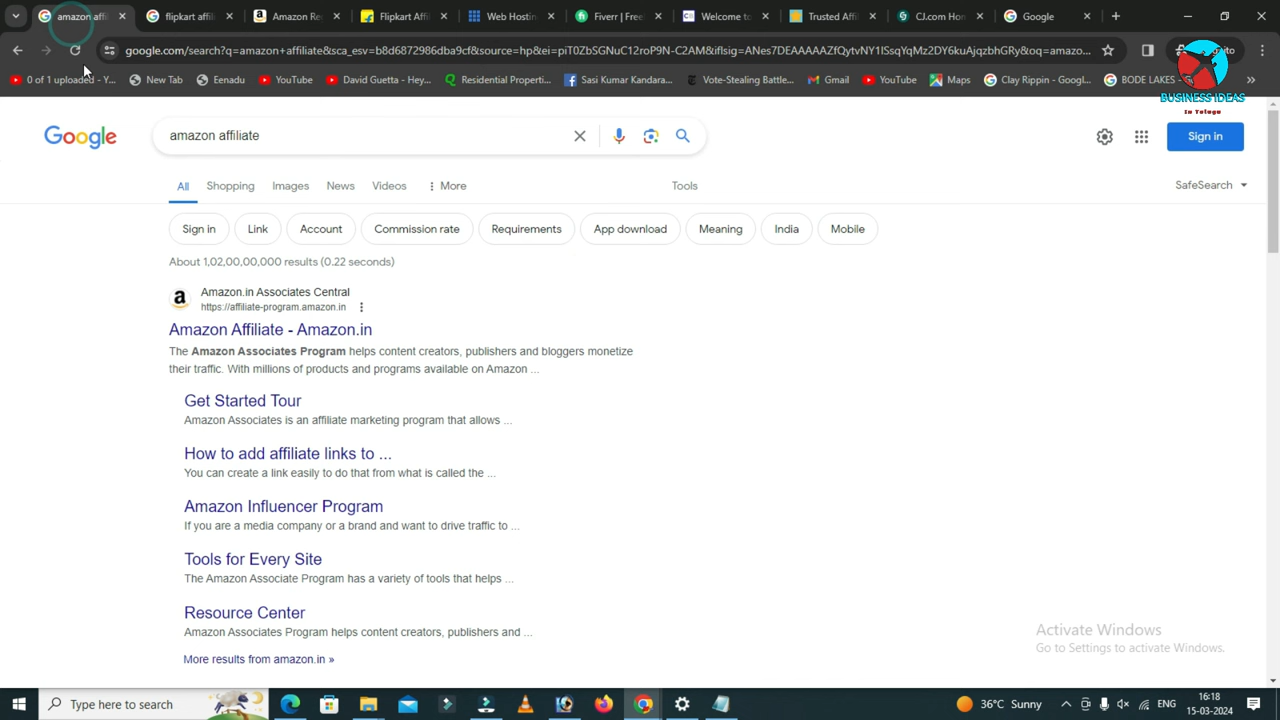 amazon affili
flipkart affili
Amazon Re
Flipkart Aff
Web Hostin
Fiverr | Free
Welcome to
Trusted Aff
CJ.com Hon
Google
google.com/search?q=amazon+affiliate&sca_esv=b8d6872986dba9cf&source=hp&ei=piT0ZbSGNuC12roP9N-C2AM&iflsig=ANes7DEAAAAAZfQytvNY1ISsqYqMz2DY6kuAjqzbhGRy&oq=amazo...
0 of 1 uploaded - Y...
New Tab
Eenadu
YouTube
David Guetta - Hey...
Residential Properti...
Sasi Kumar Kandara...
Vote-Stealing Battle...
Gmail
YouTube
Maps
Clay Rippin - Googl...
BODE LAKES - G
BUSINESS IDEAS
In Telugu
Google
amazon affiliate
Sign in
All
Shopping
Images
News
Videos
More
Tools
SafeSearch
Sign in
Link
Account
Commission rate
Requirements
App download
Meaning
India
Mobile
About 1,02,00,00,000 results (0.22 seconds)
Amazon.in Associates Central
https://affiliate-program.amazon.in
Amazon Affiliate - Amazon.in
The Amazon Associates Program helps content creators, publishers and bloggers monetize
their traffic. With millions of products and programs available on Amazon ...
Get Started Tour
Amazon Associates is an affiliate marketing program that allows ...
How to add affiliate links to ...
You can create a link easily to do that from what is called the ...
Amazon Influencer Program
If you are a media company or a brand and want to drive traffic to ...
Tools for Every Site
The Amazon Associate Program has a variety of tools that helps ...
Resource Center
Amazon Associates Program helps content creators, publishers and ...
More results from amazon.in »
Activate Windows
Go to Settings to activate Windows.
Type here to search
36°C Sunny
ENG
16:18
15-03-2024